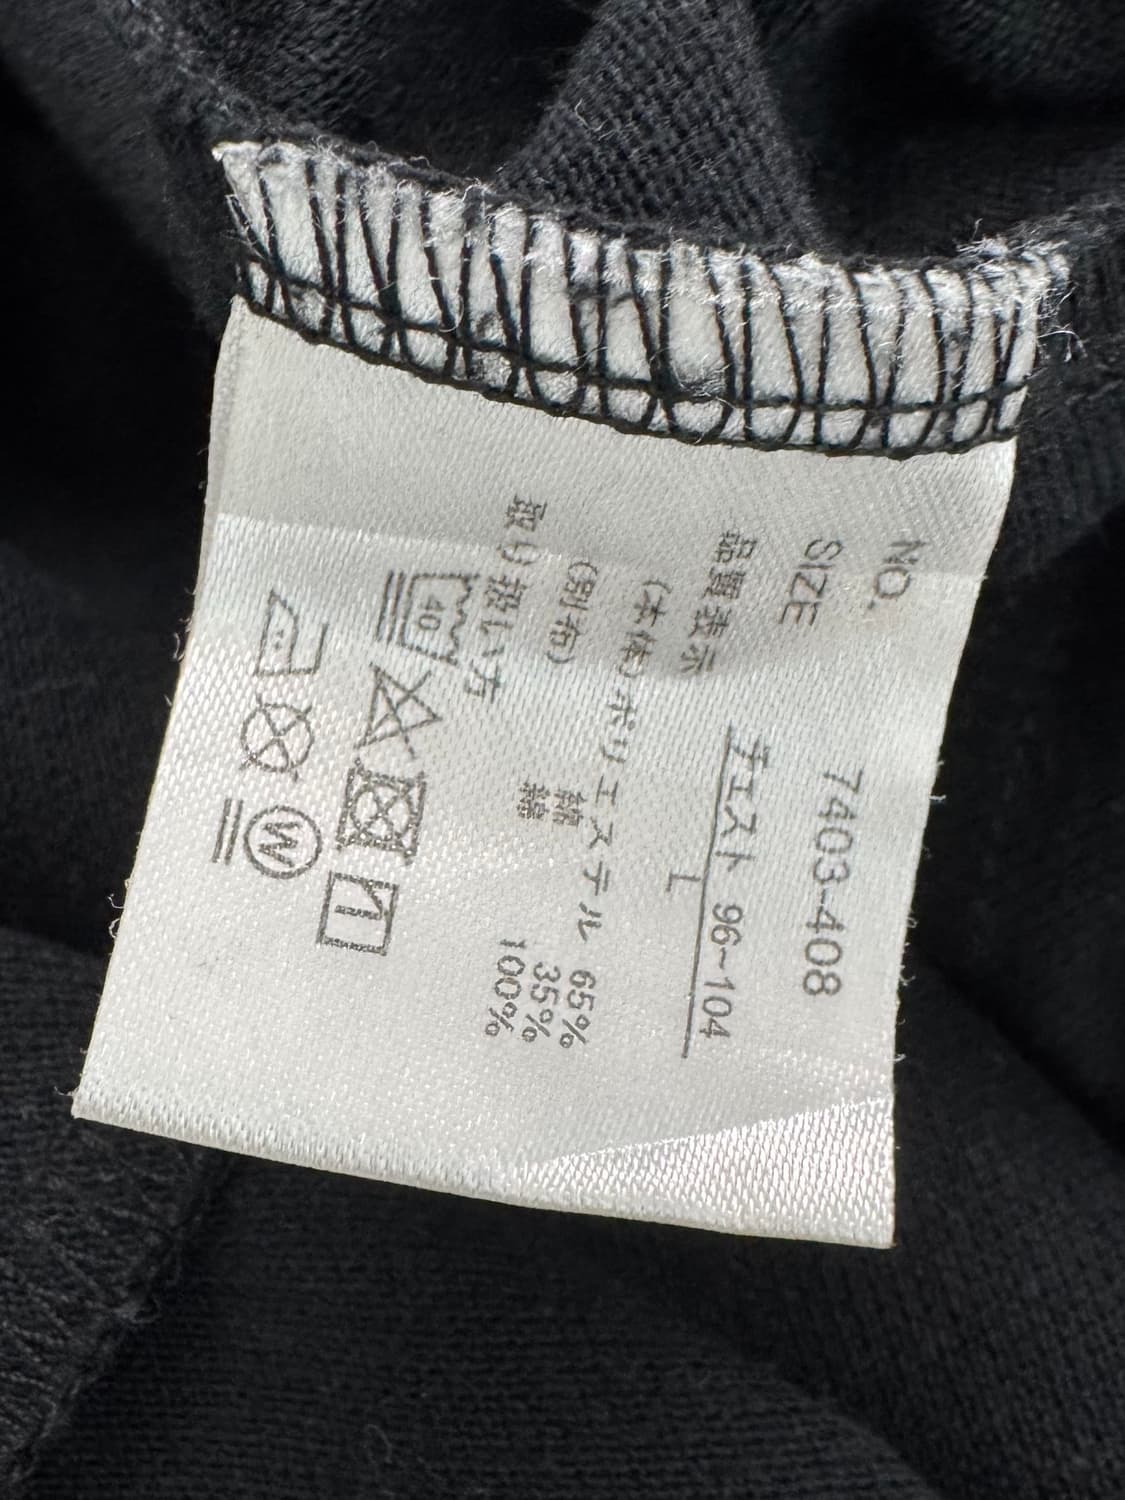 NO. 7403-408
SIZE チェスト 96~104
L
品質表示
(本体) ポリエステル 65%
綿 35%
(別布) 綿 100%
取り扱い方
40
W